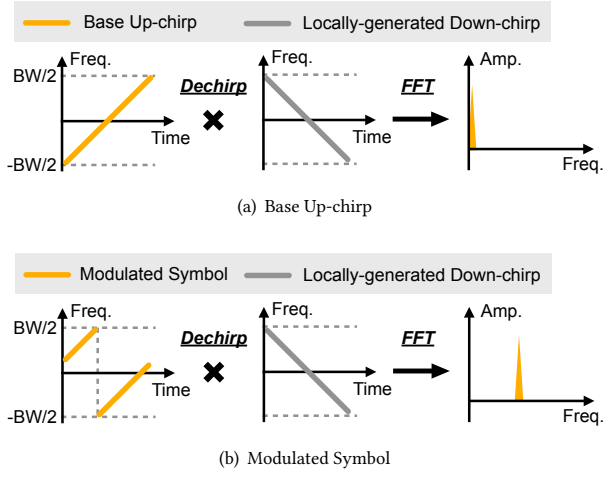 Base Up-chirp Locally-generated Down-chirp
Freq. Freq. Amp.
BW/2 Dechirp FFT
Time Time
-BW/2 Freq.
(a) Base Up-chirp
Modulated Symbol Locally-generated Down-chirp
Freq. Freq. Amp.
BW/2 Dechirp FFT
Time Time
-BW/2 Freq.
(b) Modulated Symbol